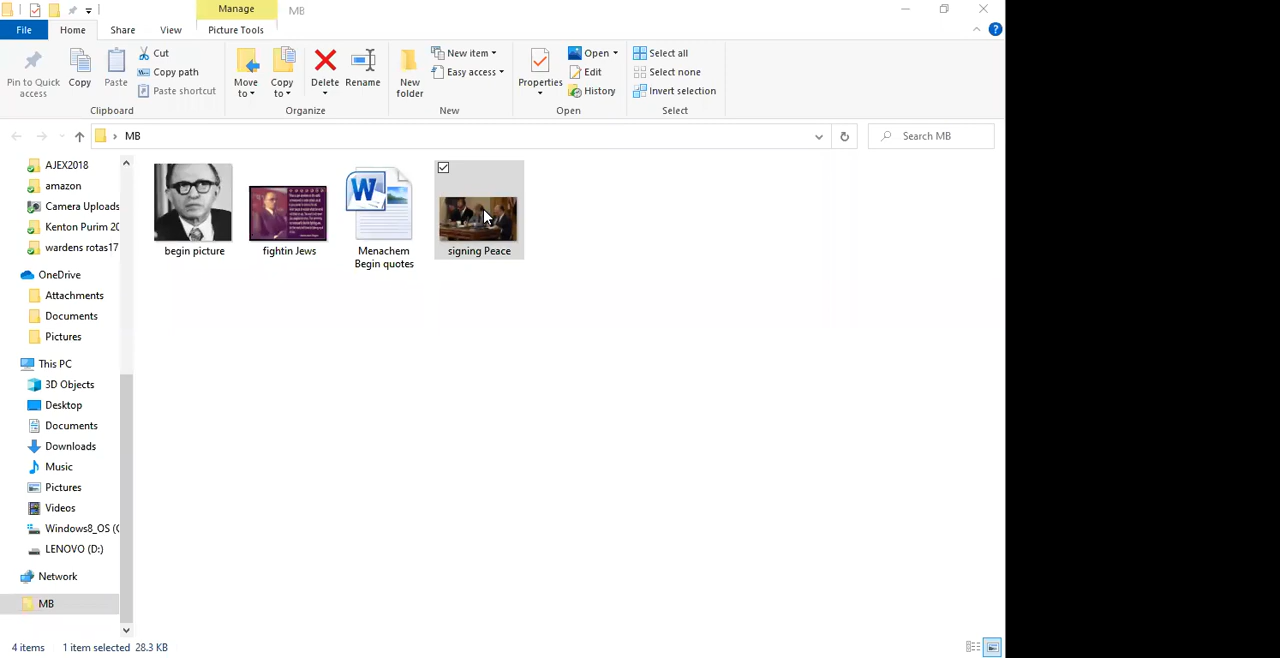 Manage
MB
File
Home
Share
View
Picture Tools
Pin to Quick access
Copy
Paste
Cut
Copy path
Paste shortcut
Clipboard
Move to
Copy to
Delete
Rename
Organize
New folder
New item
Easy access
New
Properties
Open
Edit
History
Open
Select all
Select none
Invert selection
Select
MB
Search MB
AJEX2018
amazon
Camera Uploads
Kenton Purim 20
wardens rotas17
OneDrive
Attachments
Documents
Pictures
This PC
3D Objects
Desktop
Documents
Downloads
Music
Pictures
Videos
Windows8_OS (C
LENOVO (D:)
Network
MB
begin picture
fightin Jews
Menachem
Begin quotes
signing Peace
4 items
1 item selected 28.3 KB